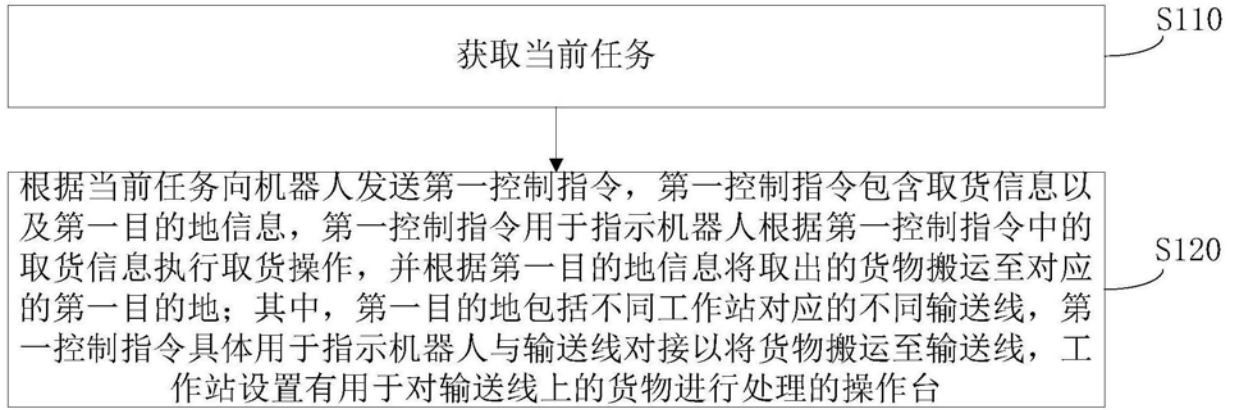 S110
获取当前任务
根据当前任务向机器人发送第一控制指令，第一控制指令包含取货信息以
及第一目的地信息，第一控制指令用于指示机器人根据第一控制指令中的
取货信息执行取货操作，并根据第一目的地信息将取出的货物搬运至对应
的第一目的地；其中，第一目的地包括不同工作站对应的不同输送线，第
一控制指令具体用于指示机器人与输送线对接以将货物搬运至输送线，工
作站设置有用于对输送线上的货物进行处理的操作台
S120